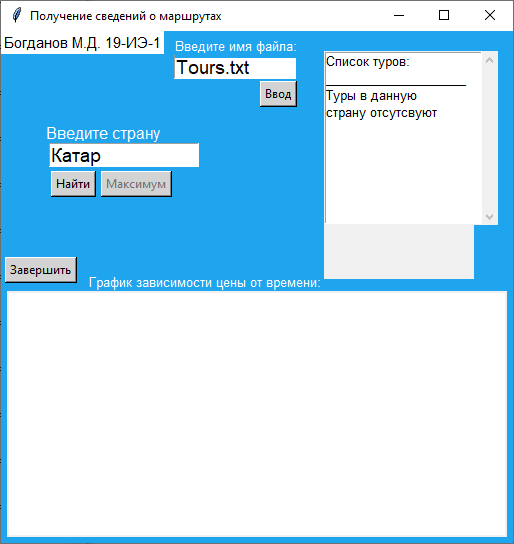 Получение сведений о маршрутах
Богданов М.Д. 19-ИЭ-1
Введите имя файла:
Tours.txt
Ввод
Список туров:
Туры в данную
страну отсутсвуют
Введите страну
Катар
Найти
Максимум
Завершить
График зависимости цены от времени: